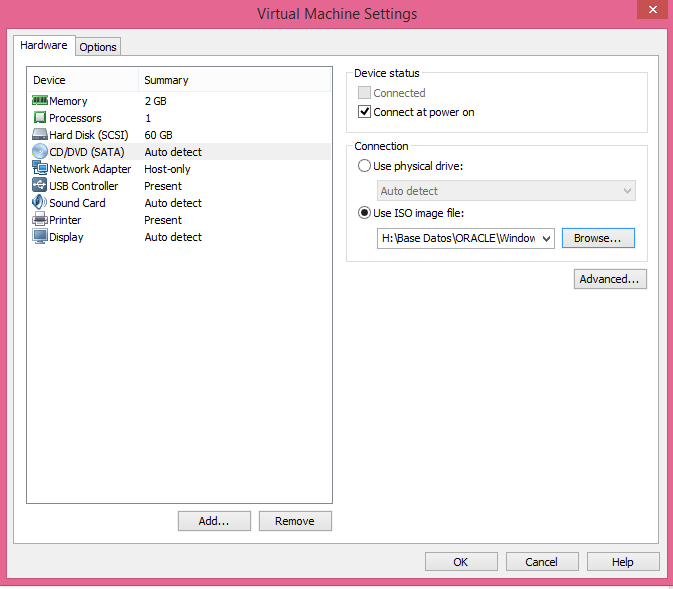 Virtual Machine Settings
Hardware
Options
Device Summary
Memory 2 GB
Processors 1
Hard Disk (SCSI) 60 GB
CD/DVD (SATA) Auto detect
Network Adapter Host-only
USB Controller Present
Sound Card Auto detect
Printer Present
Display Auto detect
Add... Remove
Device status
Connected
Connect at power on
Connection
Use physical drive:
Auto detect
Use ISO image file:
H:\Base Datos\ORACLE\Window Browse...
Advanced...
OK Cancel Help